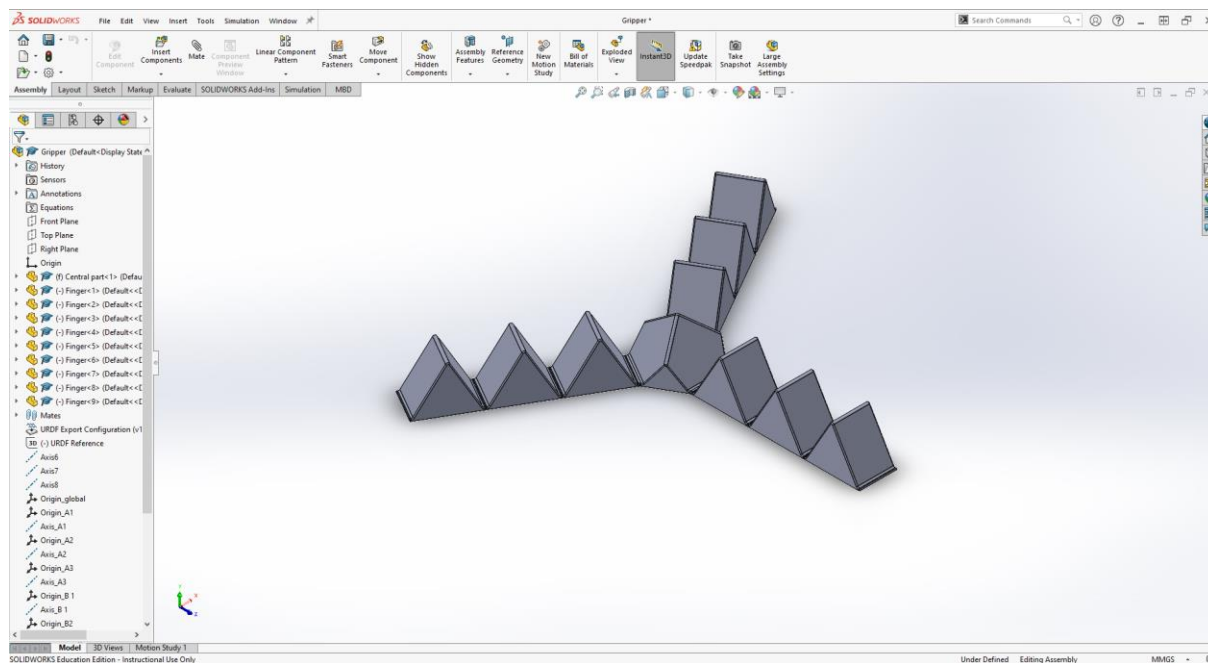 SOLIDWORKS File Edit View Insert Tools Simulation Window Gripper * Search Commands
Edit Component
Insert Components
Mate
Component Preview Window
Linear Component Pattern
Smart Fasteners
Move Component
Show Hidden Components
Assembly Features
Reference Geometry
New Motion Study
Bill of Materials
Exploded View
Instant3D
Update Speedpak
Take Snapshot
Large Assembly Settings
Assembly Layout Sketch Markup Evaluate SOLIDWORKS Add-Ins Simulation MBD
Gripper (Default<Display State
History
Sensors
Annotations
Equations
Front Plane
Top Plane
Right Plane
Origin
(f) Central part<1> (Defau
(-) Finger<1> (Default<<D
(-) Finger<2> (Default<<D
(-) Finger<3> (Default<<D
(-) Finger<4> (Default<<D
(-) Finger<5> (Default<<D
(-) Finger<6> (Default<<D
(-) Finger<7> (Default<<D
(-) Finger<8> (Default<<D
(-) Finger<9> (Default<<D
Mates
URDF Export Configuration (v1
3D (-) URDF Reference
Axis6
Axis7
Axis8
Origin_global
Origin_A1
Axis_A1
Origin_A2
Axis_A2
Origin_A3
Axis_A3
Origin_B 1
Axis_B 1
Origin_B2
Model 3D Views Motion Study 1
SOLIDWORKS Education Edition - Instructional Use Only Under Defined Editing Assembly MMGS